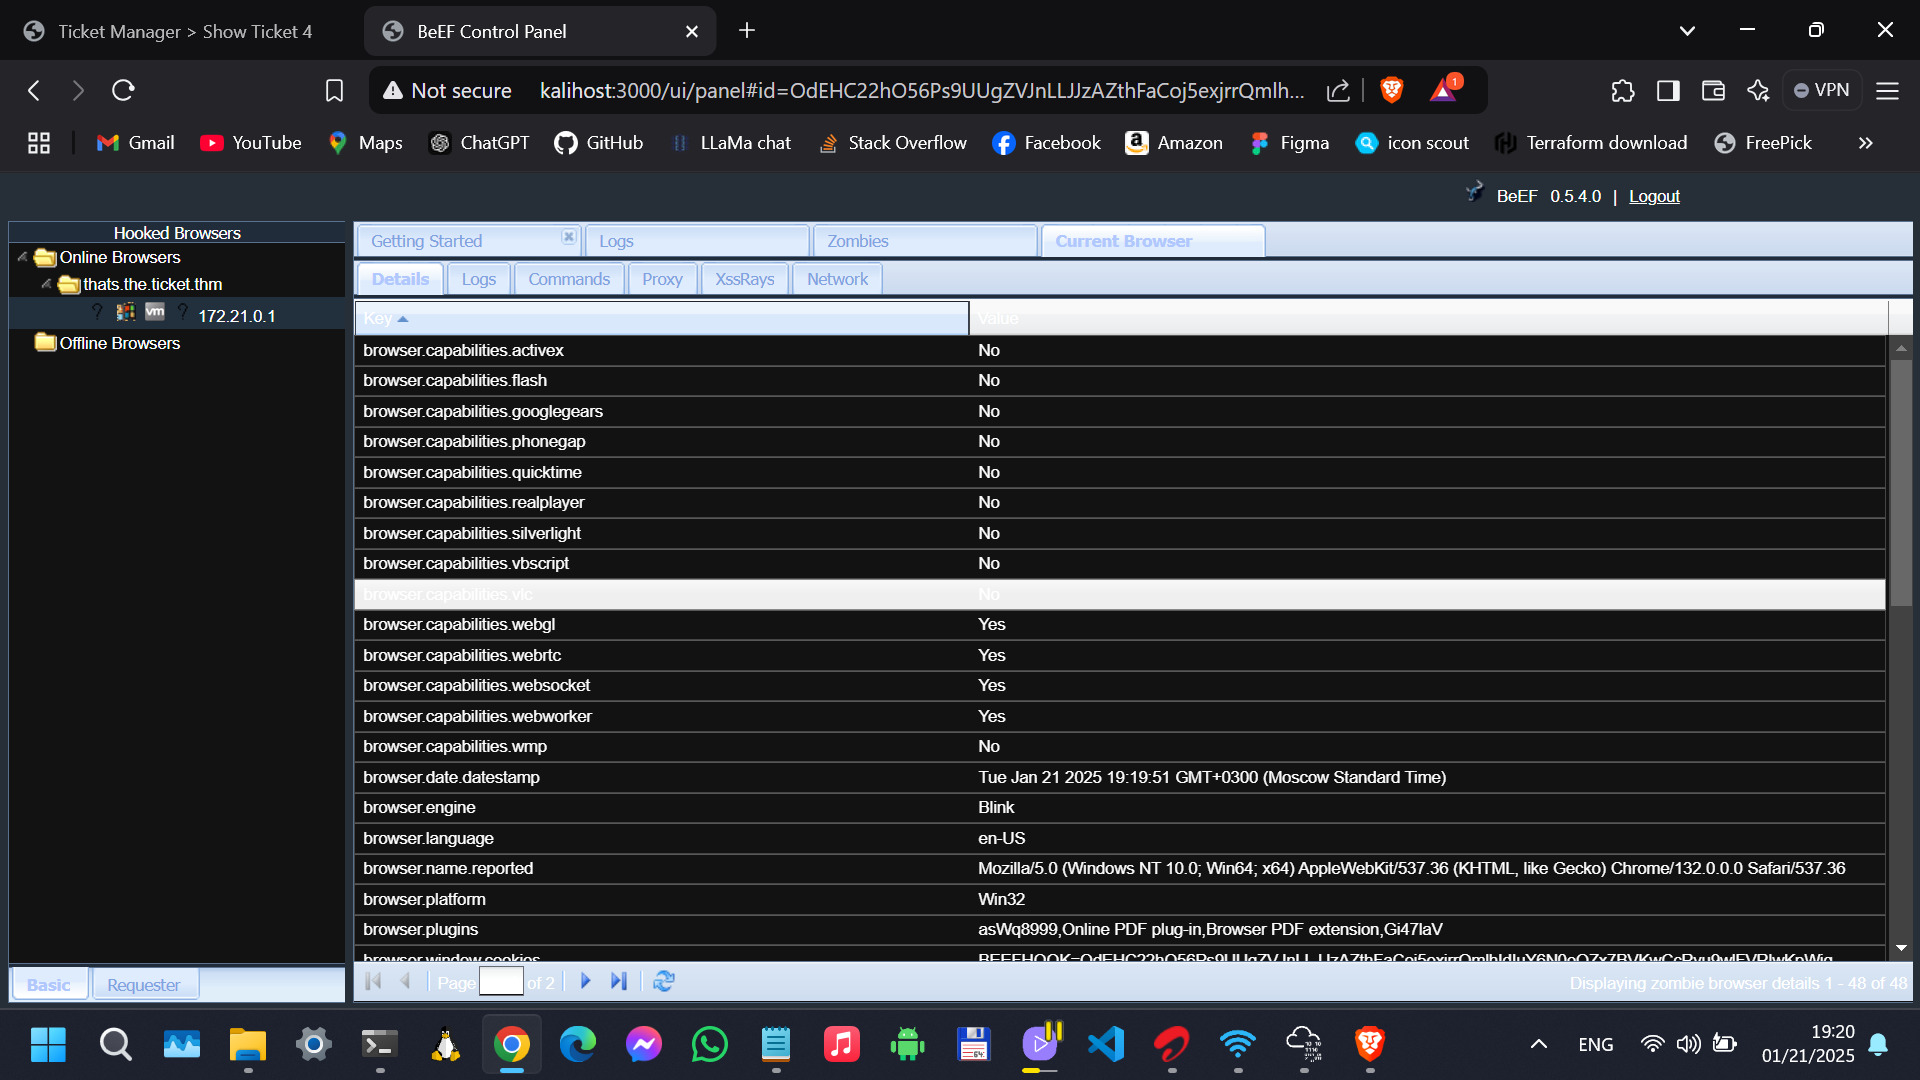 Ticket Manager > Show Ticket 4
BeEF Control Panel
Not secure kalihost:3000/ui/panel#id=OdEHC22hO56Ps9UUgZVJnLLJJzAZthFaCoj5exjrrQmlh...
1
VPN
Gmail YouTube Maps ChatGPT GitHub LLaMa chat Stack Overflow Facebook Amazon Figma icon scout Terraform download FreePick
BeEF 0.5.4.0 | Logout
Hooked Browsers
Online Browsers
thats.the.ticket.thm
? vm ? 172.21.0.1
Offline Browsers
Getting Started Logs Zombies Current Browser
Details Logs Commands Proxy XssRays Network
Key Value
browser.capabilities.activex No
browser.capabilities.flash No
browser.capabilities.googlegears No
browser.capabilities.phonegap No
browser.capabilities.quicktime No
browser.capabilities.realplayer No
browser.capabilities.silverlight No
browser.capabilities.vbscript No
browser.capabilities.vlc No
browser.capabilities.webgl Yes
browser.capabilities.webrtc Yes
browser.capabilities.websocket Yes
browser.capabilities.webworker Yes
browser.capabilities.wmp No
browser.date.datestamp Tue Jan 21 2025 19:19:51 GMT+0300 (Moscow Standard Time)
browser.engine Blink
browser.language en-US
browser.name.reported Mozilla/5.0 (Windows NT 10.0; Win64; x64) AppleWebKit/537.36 (KHTML, like Gecko) Chrome/132.0.0.0 Safari/537.36
browser.platform Win32
browser.plugins asWq8999,Online PDF plug-in,Browser PDF extension,Gi47laV
browser.window.cookies
Basic Requester
Page of 2
Displaying zombie browser details 1 - 48 of 48
ENG
19:20
01/21/2025